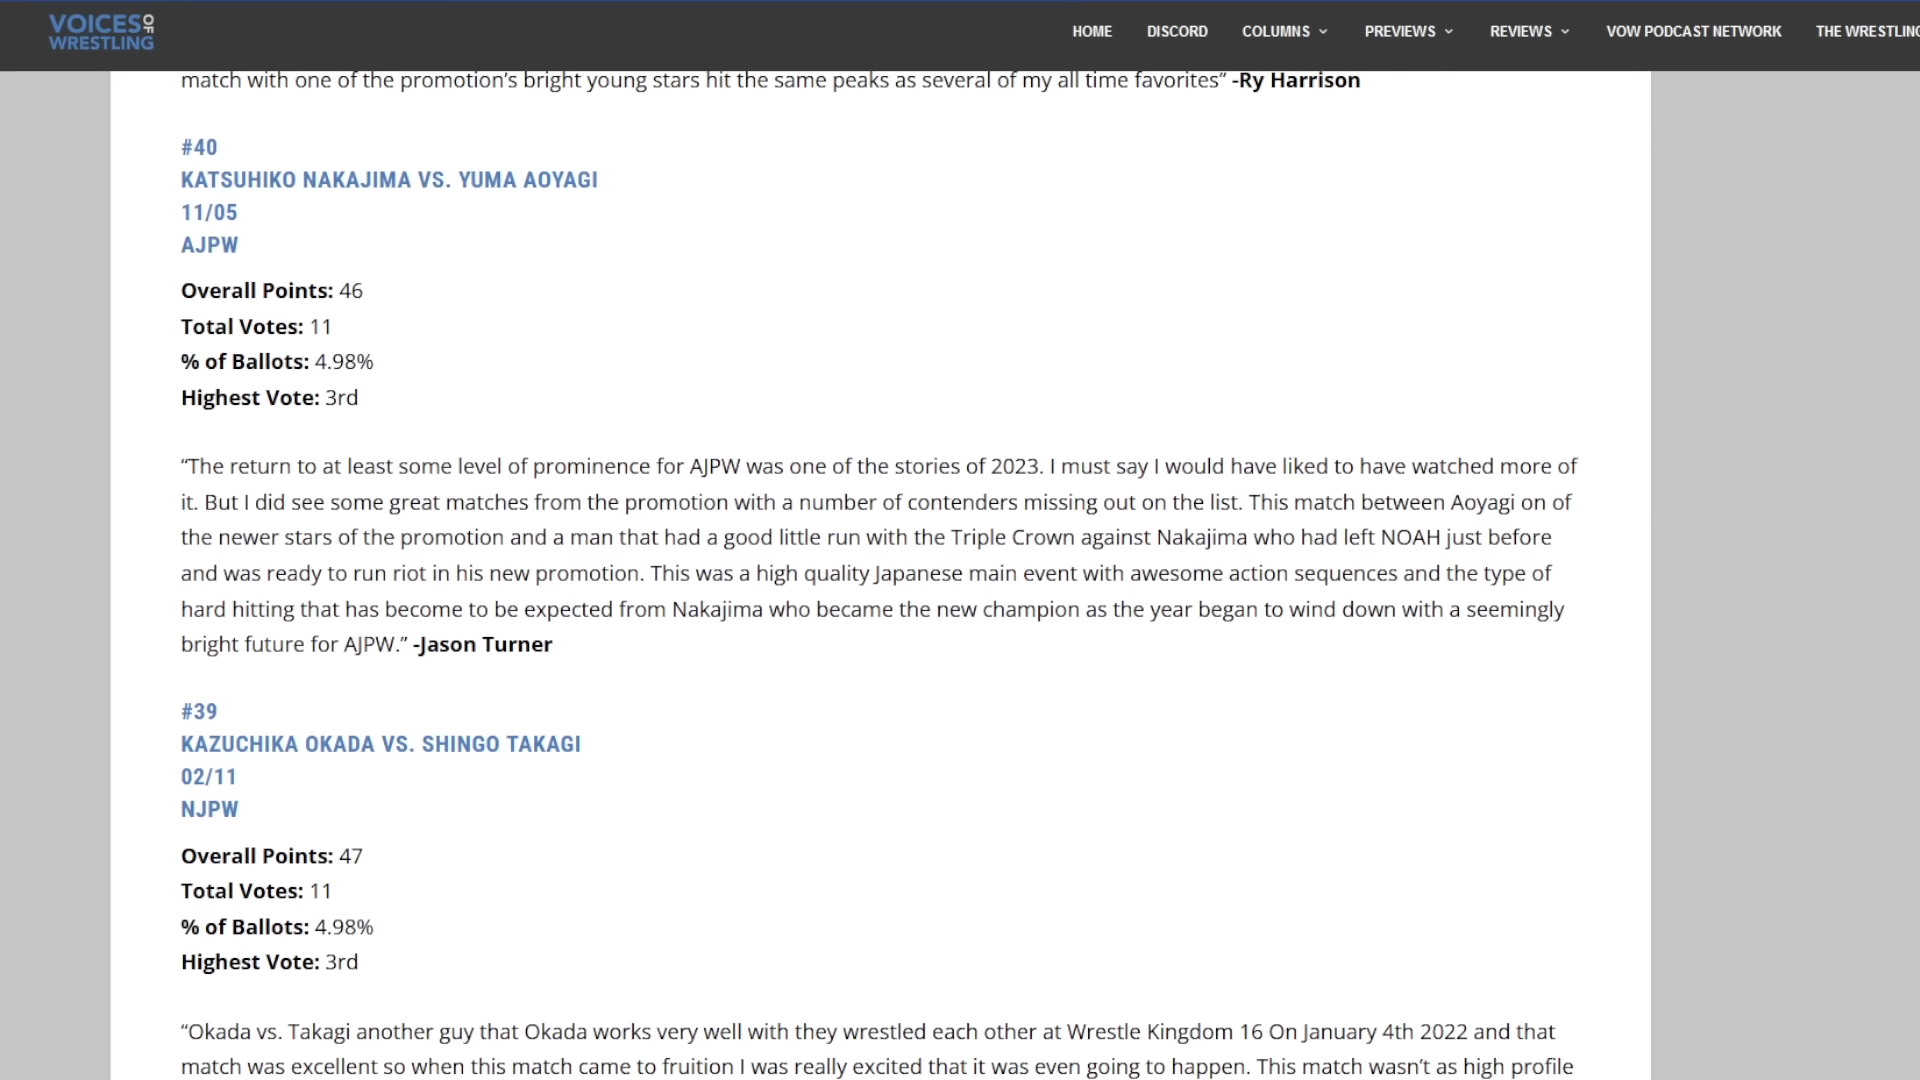 VOICES OF WRESTLING
HOME DISCORD COLUMNS PREVIEWS REVIEWS VOW PODCAST NETWORK THE WRESTLING
match with one of the promotion’s bright young stars hit the same peaks as several of my all time favorites” -Ry Harrison
#40
KATSUHIKO NAKAJIMA VS. YUMA AOYAGI
11/05
AJPW
Overall Points: 46
Total Votes: 11
% of Ballots: 4.98%
Highest Vote: 3rd
“The return to at least some level of prominence for AJPW was one of the stories of 2023. I must say I would have liked to have watched more of
it. But I did see some great matches from the promotion with a number of contenders missing out on the list. This match between Aoyagi on of
the newer stars of the promotion and a man that had a good little run with the Triple Crown against Nakajima who had left NOAH just before
and was ready to run riot in his new promotion. This was a high quality Japanese main event with awesome action sequences and the type of
hard hitting that has become to be expected from Nakajima who became the new champion as the year began to wind down with a seemingly
bright future for AJPW.” -Jason Turner
#39
KAZUCHIKA OKADA VS. SHINGO TAKAGI
02/11
NJPW
Overall Points: 47
Total Votes: 11
% of Ballots: 4.98%
Highest Vote: 3rd
“Okada vs. Takagi another guy that Okada works very well with they wrestled each other at Wrestle Kingdom 16 On January 4th 2022 and that
match was excellent so when this match came to fruition I was really excited that it was even going to happen. This match wasn’t as high profile